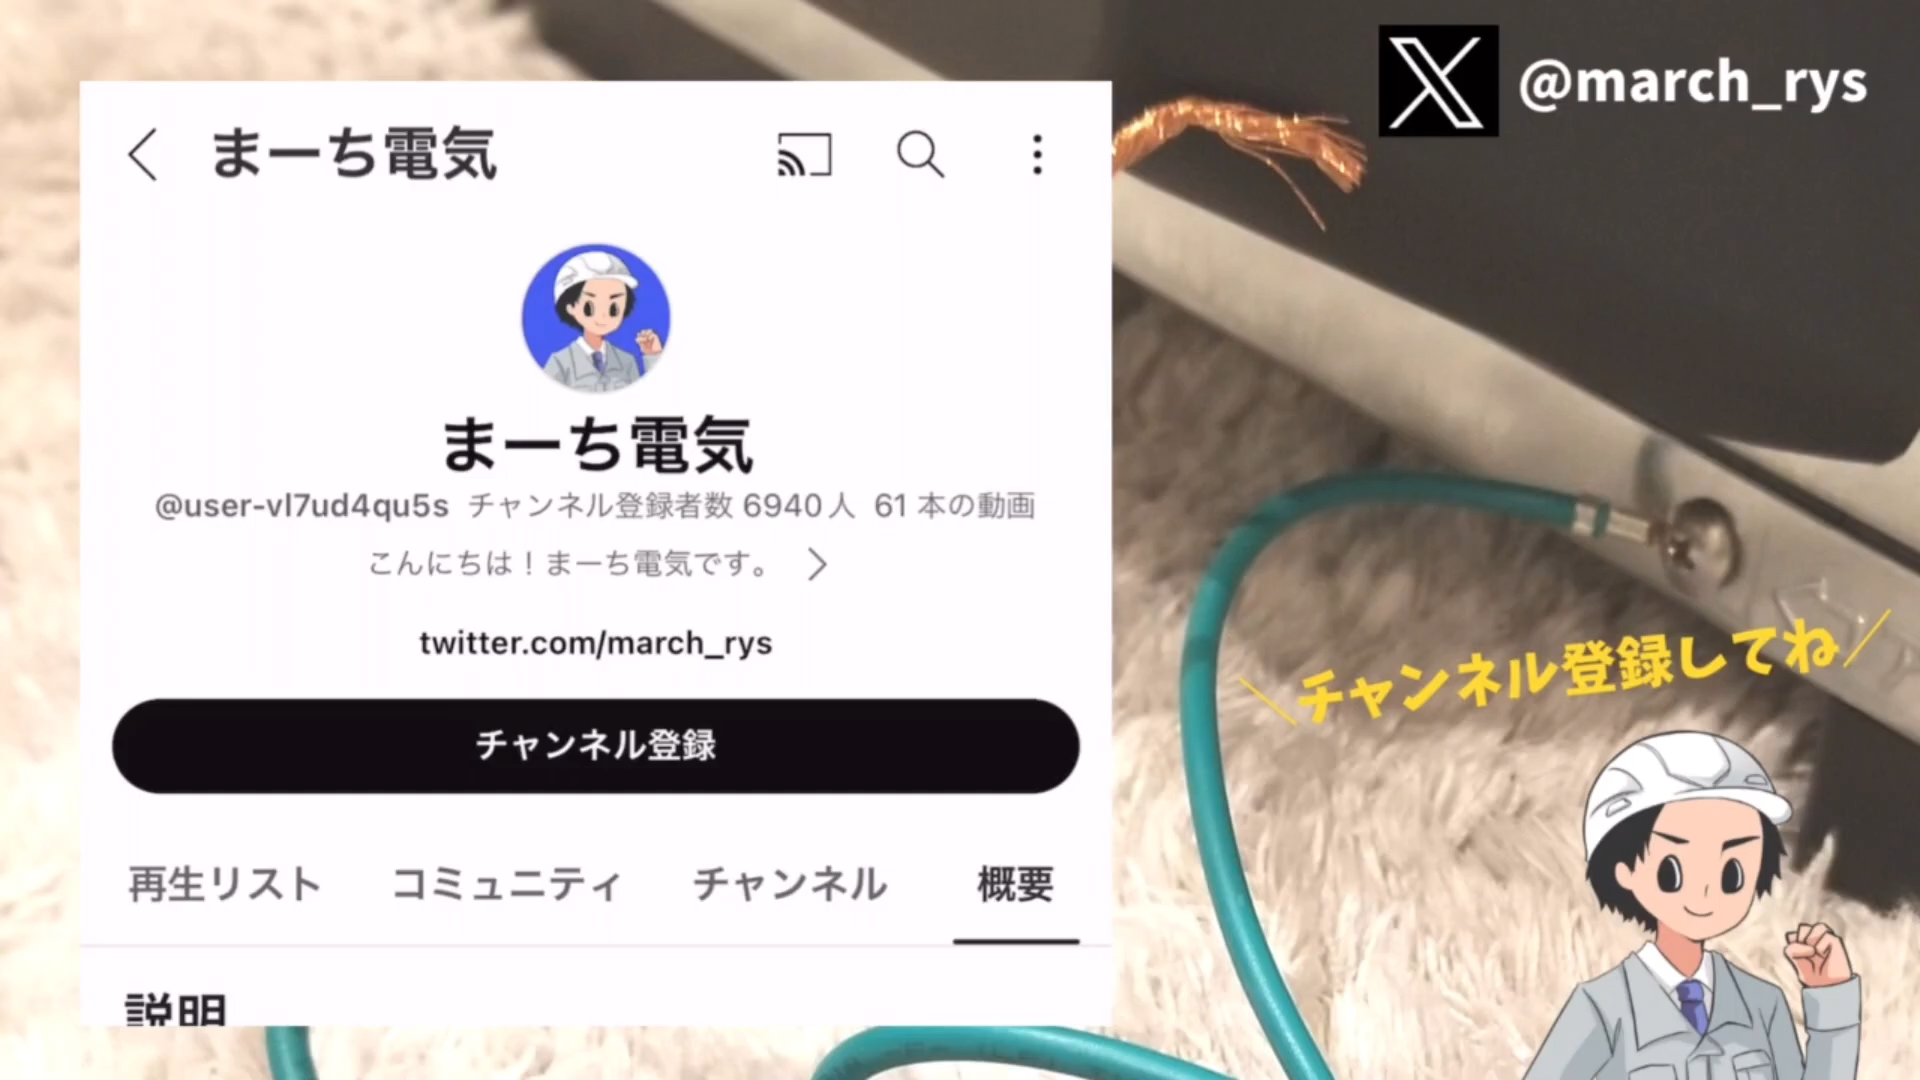 @march_rys
まーち電気
まーち電気
@user-vl7ud4qu5s チャンネル登録者数 6940人 61 本の動画
こんにちは！まーち電気です。
twitter.com/march_rys
チャンネル登録
再生リスト コミュニティ チャンネル 概要
説明
＼チャンネル登録してね／